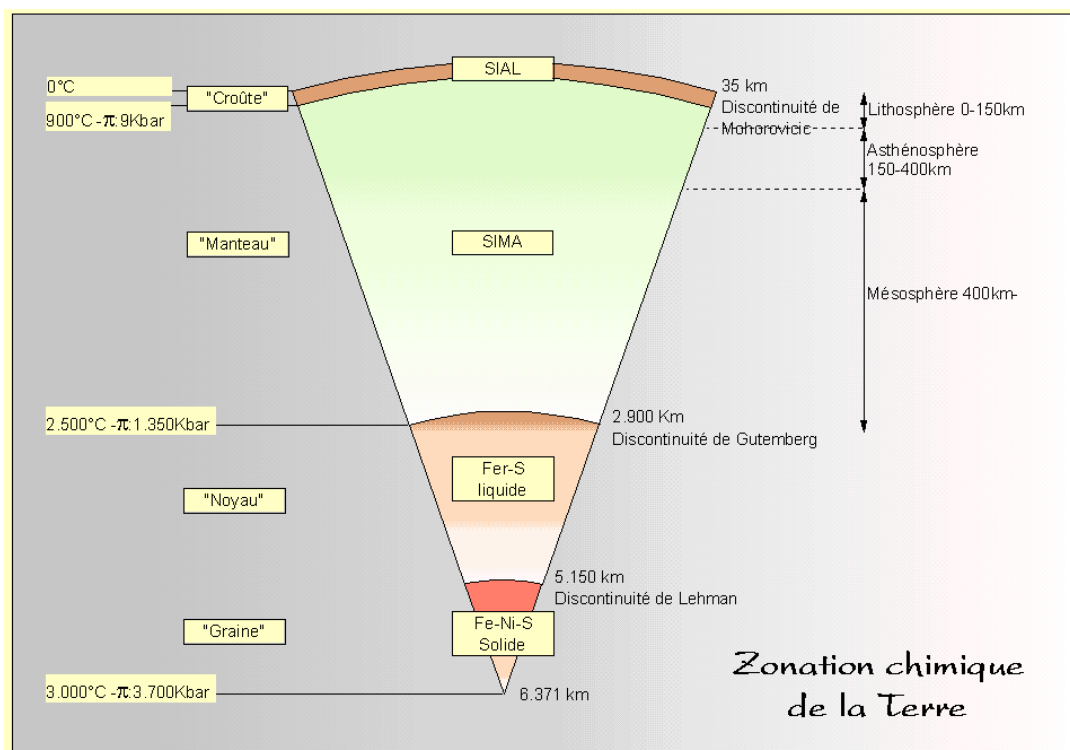 SIAL
0°C
"Croûte"
900°C -π:9Kbar
35 km
Discontinuité de
Mohorovicic
Lithosphère 0-150km
Asthénosphère
150-400km
"Manteau"
SIMA
Mésosphère 400km-
2.500°C -π:1.350Kbar
2.900 Km
Discontinuité de Gutemberg
Fer-S
liquide
"Noyau"
5.150 km
Discontinuité de Lehman
"Graine"
Fe-Ni-S
Solide
3.000°C -π:3.700Kbar
6.371 km
Zonation chimique
de la Terre